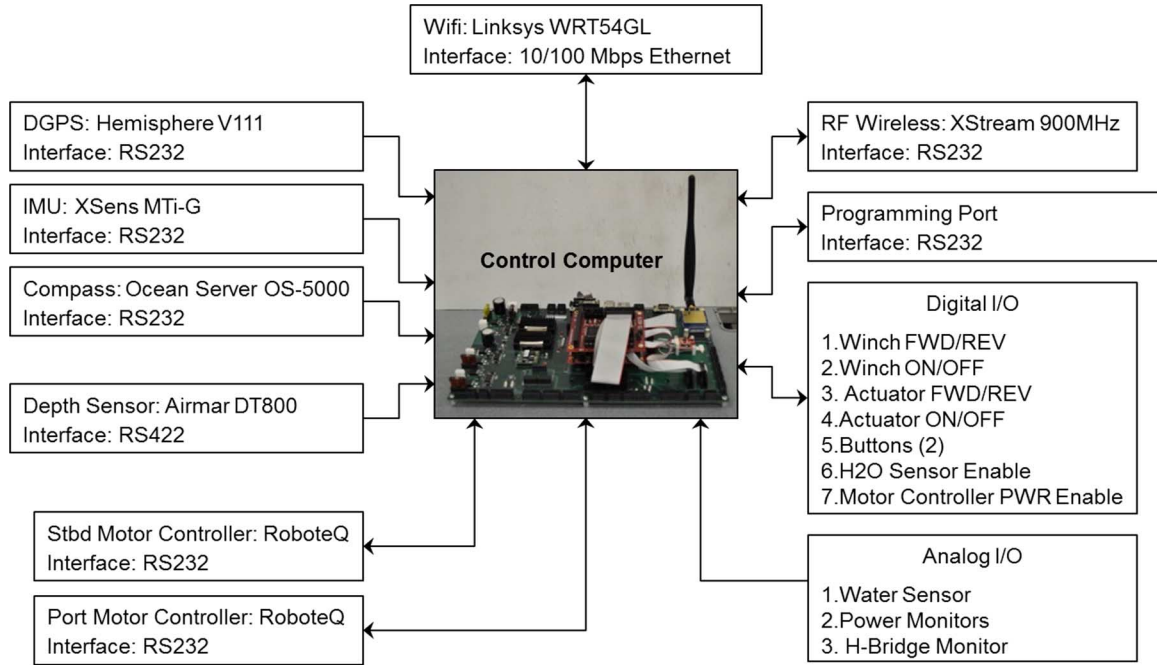 Wifi: Linksys WRT54GL
Interface: 10/100 Mbps Ethernet
DGPS: Hemisphere V111
Interface: RS232
IMU: XSens MTi-G
Interface: RS232
Compass: Ocean Server OS-5000
Interface: RS232
Depth Sensor: Airmar DT800
Interface: RS422
Stbd Motor Controller: RoboteQ
Interface: RS232
Port Motor Controller: RoboteQ
Interface: RS232
Control Computer
RF Wireless: XStream 900MHz
Interface: RS232
Programming Port
Interface: RS232
Digital I/O
1.Winch FWD/REV
2.Winch ON/OFF
3. Actuator FWD/REV
4.Actuator ON/OFF
5.Buttons (2)
6.H2O Sensor Enable
7.Motor Controller PWR Enable
Analog I/O
1.Water Sensor
2.Power Monitors
3. H-Bridge Monitor